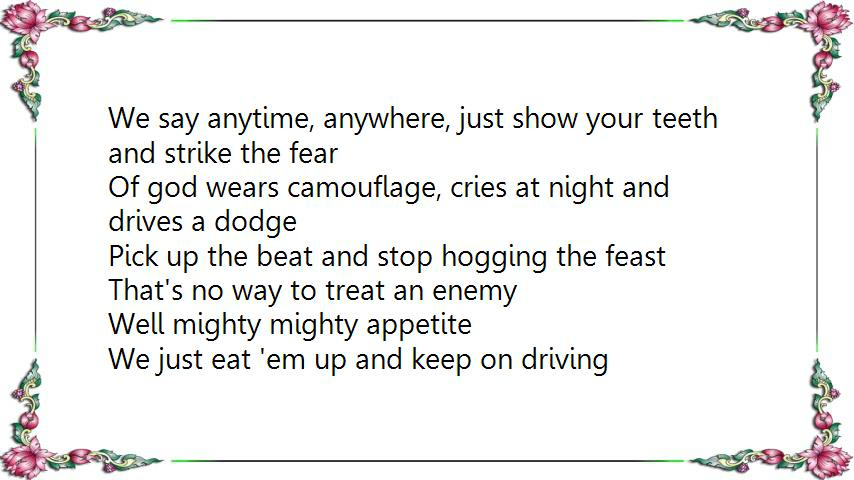 We say anytime, anywhere, just show your teeth
and strike the fear
Of god wears camouflage, cries at night and
drives a dodge
Pick up the beat and stop hogging the feast
That's no way to treat an enemy
Well mighty mighty appetite
We just eat 'em up and keep on driving